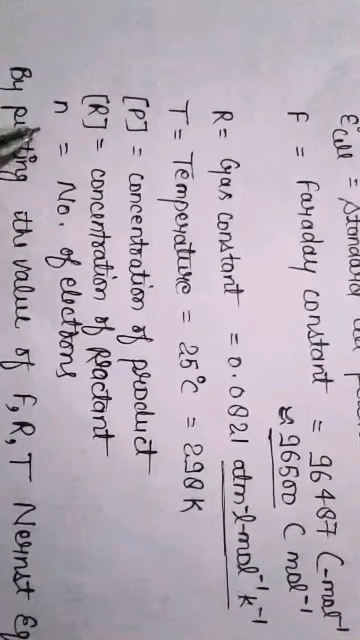 E°cell = Standard cell
F = Faraday constant = 96487 C-mol⁻¹
≈ 96500 C mol⁻¹
R = Gas constant = 0.0821 atm-l-mol⁻¹ K⁻¹
T = Temperature = 25°C = 298 K
[P] = concentration of product
[R] = concentration of Reactant
n = No. of electrons
By putting the value of F, R, T Nernst Eq